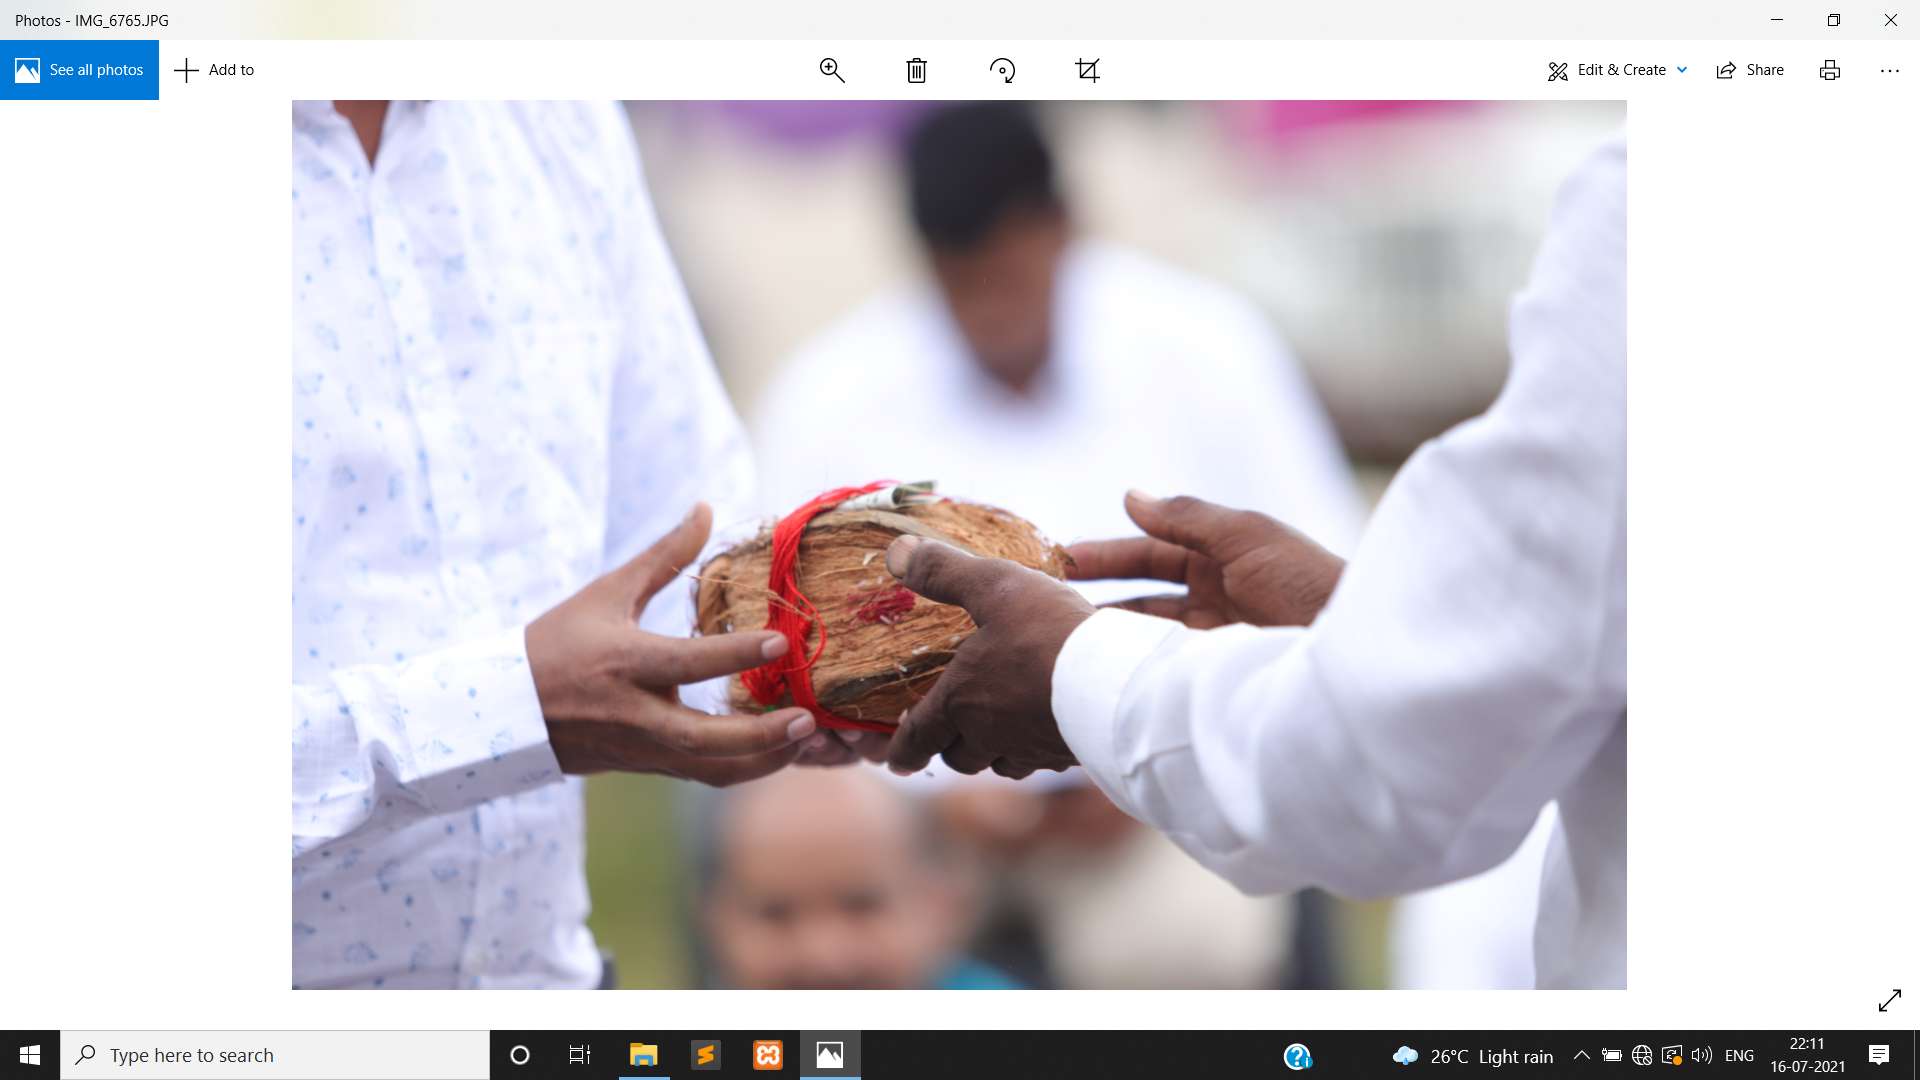 Photos - IMG_6765.JPG
See all photos
Add to
Edit & Create
Share
Type here to search
26°C Light rain
ENG
22:11
16-07-2021